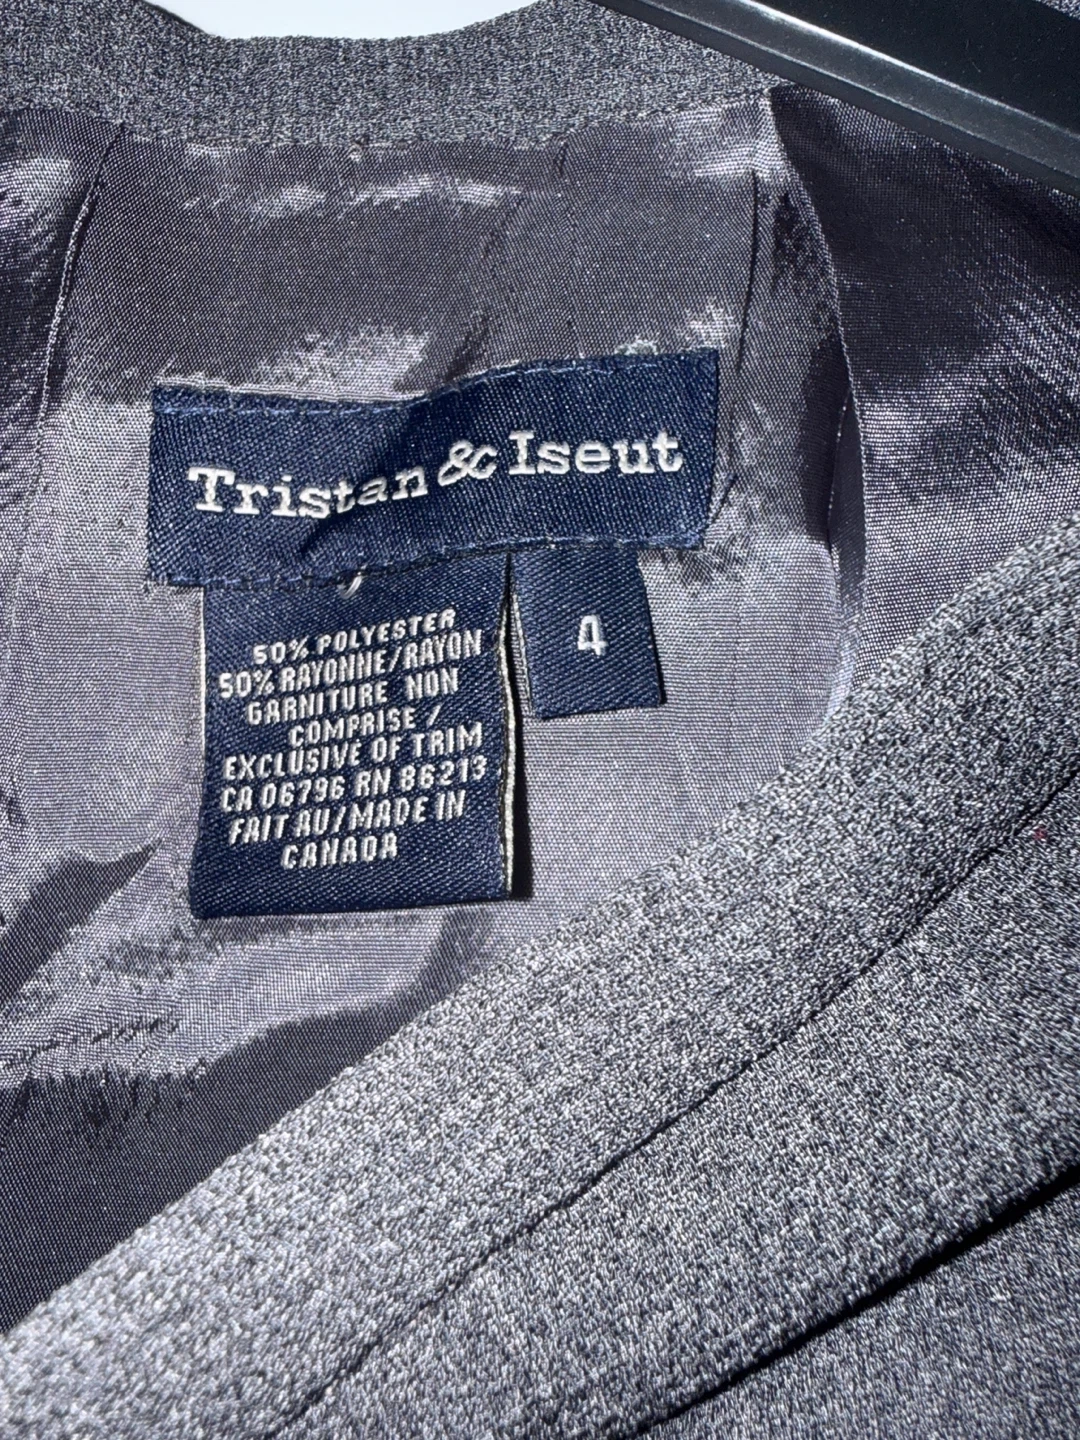 Tristan & Iseut
4
50% POLYESTER
50% RAYONNE/RAYON
GARNITURE NON
COMPRISE /
EXCLUSIVE OF TRIM
CA 06796 RN 86213
FAIT AU/MADE IN
CANADA